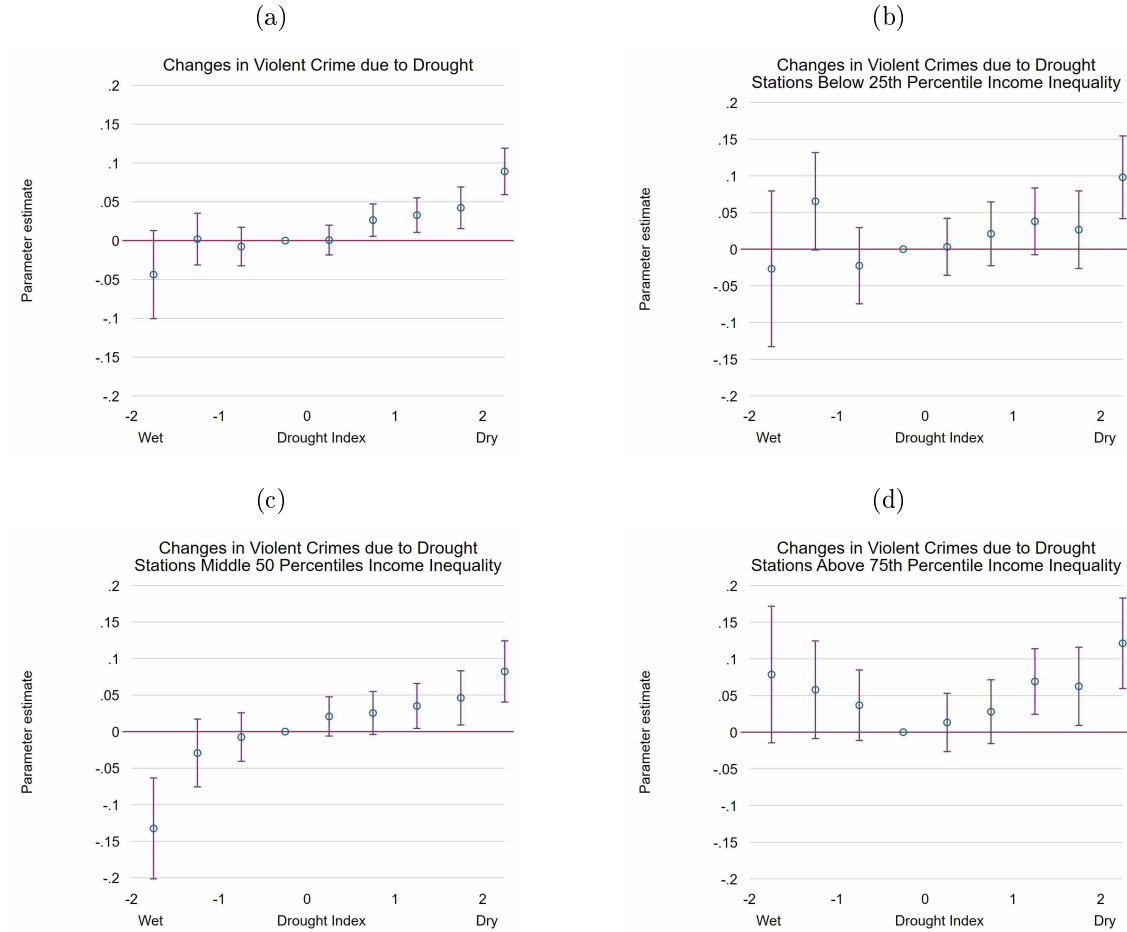 (a)
Changes in Violent Crime due to Drought
.2
.15
.1
.05
0
-.05
-.1
-.15
-.2
Parameter estimate
-2 -1 0 1 2
Wet Drought Index Dry
(b)
Changes in Violent Crimes due to Drought
Stations Below 25th Percentile Income Inequality
.2
.15
.1
.05
0
-.05
-.1
-.15
-.2
Parameter estimate
-2 -1 0 1 2
Wet Drought Index Dry
(c)
Changes in Violent Crimes due to Drought
Stations Middle 50 Percentiles Income Inequality
.2
.15
.1
.05
0
-.05
-.1
-.15
-.2
Parameter estimate
-2 -1 0 1 2
Wet Drought Index Dry
(d)
Changes in Violent Crimes due to Drought
Stations Above 75th Percentile Income Inequality
.2
.15
.1
.05
0
-.05
-.1
-.15
-.2
Parameter estimate
-2 -1 0 1 2
Wet Drought Index Dry